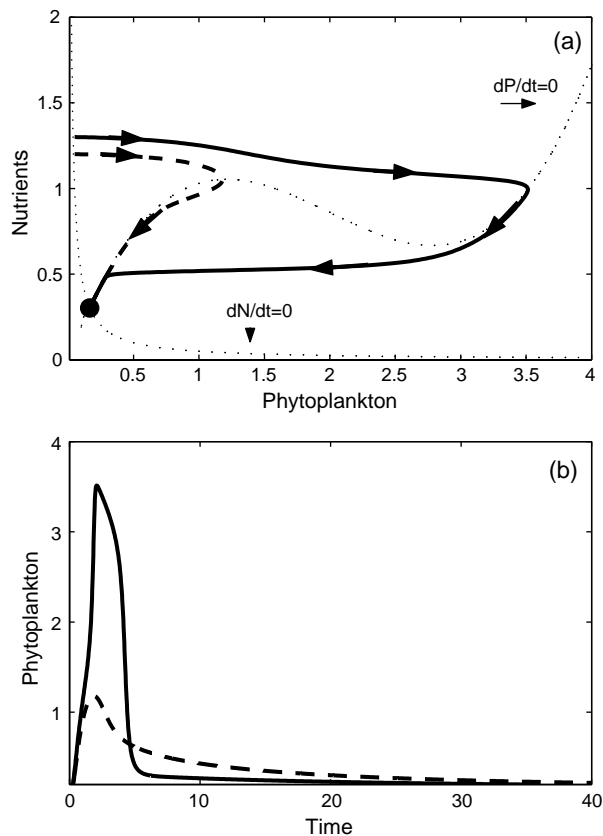 (a)
2
1.5
1
0.5
0
Nutrients
dP/dt=0
dN/dt=0
0.5 1 1.5 2 2.5 3 3.5 4
Phytoplankton
(b)
4
3
2
1
Phytoplankton
0 10 20 30 40
Time